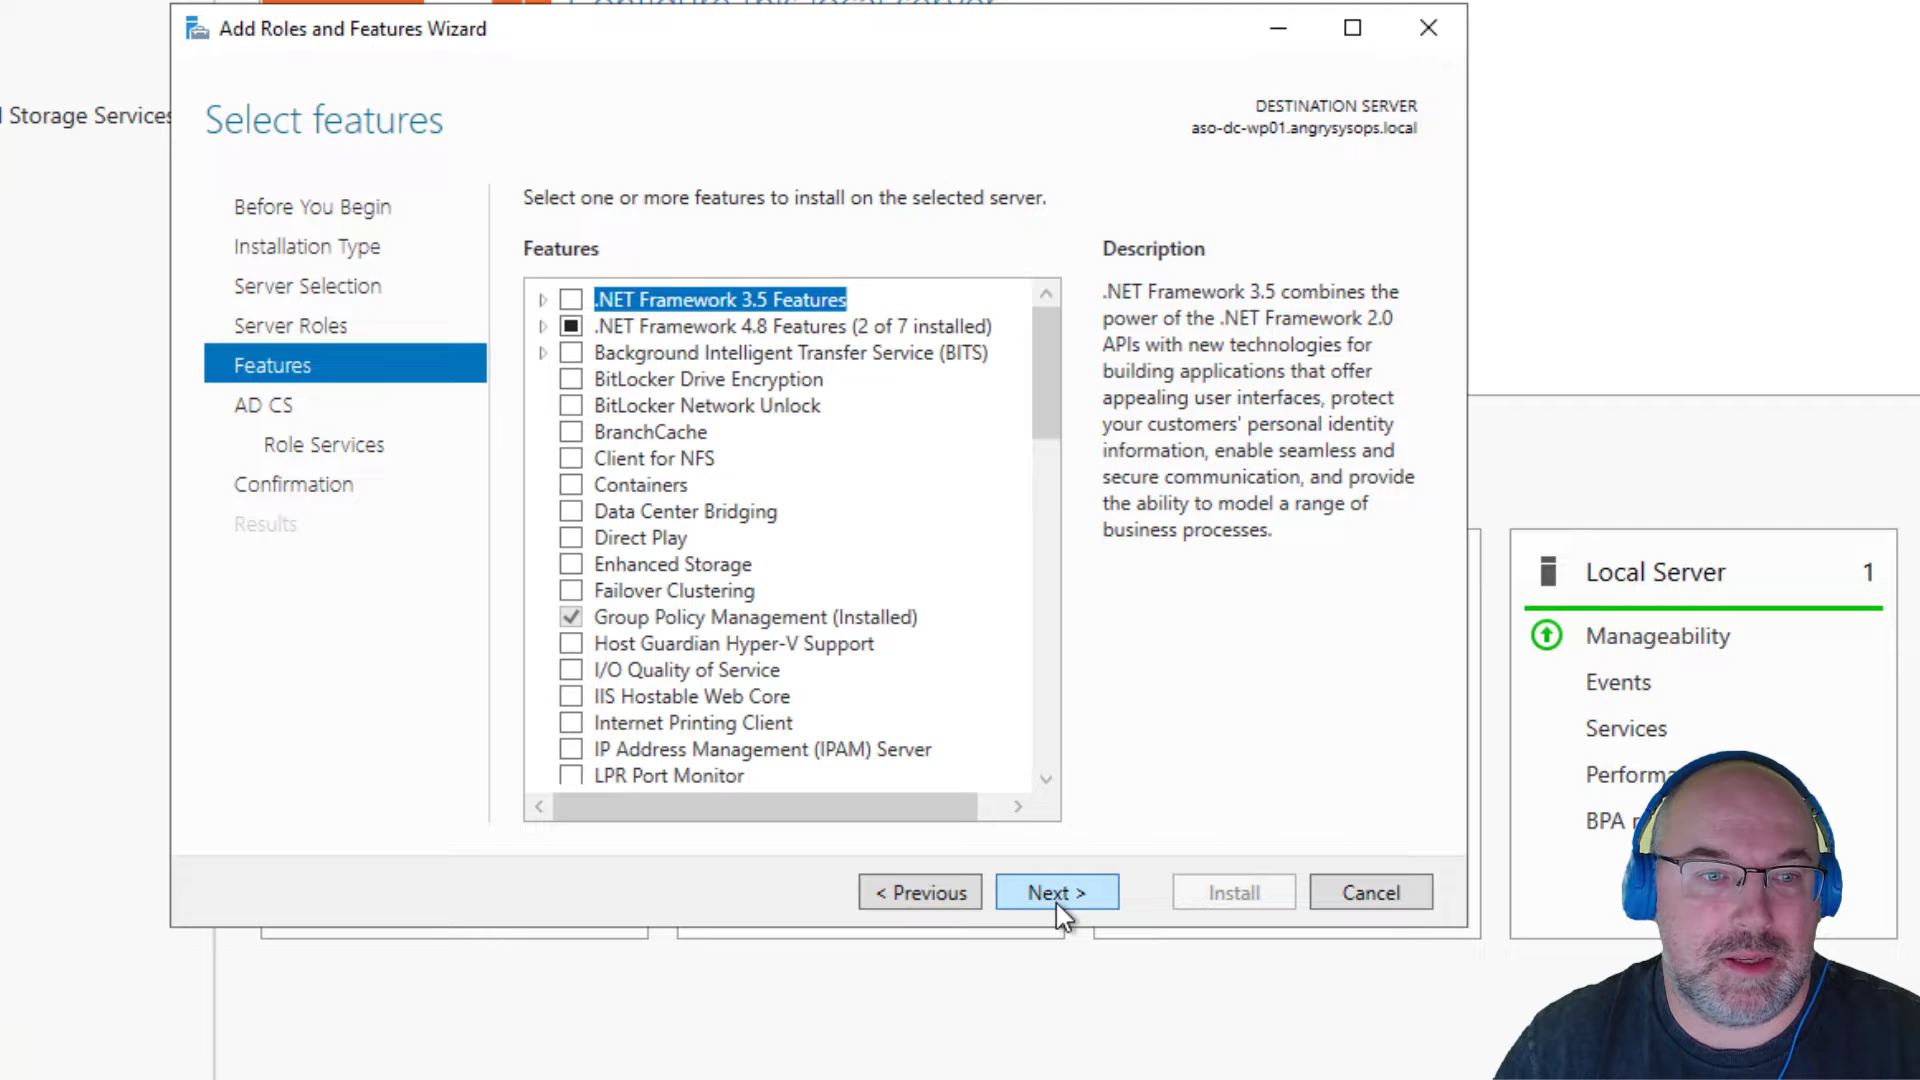 Configure this local server
Add Roles and Features Wizard
Select features
DESTINATION SERVER
aso-dc-wp01.angrysysops.local
Storage Services
Before You Begin
Installation Type
Server Selection
Server Roles
Features
AD CS
Role Services
Confirmation
Results
Select one or more features to install on the selected server.
Features
.NET Framework 3.5 Features
.NET Framework 4.8 Features (2 of 7 installed)
Background Intelligent Transfer Service (BITS)
BitLocker Drive Encryption
BitLocker Network Unlock
BranchCache
Client for NFS
Containers
Data Center Bridging
Direct Play
Enhanced Storage
Failover Clustering
Group Policy Management (Installed)
Host Guardian Hyper-V Support
I/O Quality of Service
IIS Hostable Web Core
Internet Printing Client
IP Address Management (IPAM) Server
LPR Port Monitor
Description
.NET Framework 3.5 combines the
power of the .NET Framework 2.0
APIs with new technologies for
building applications that offer
appealing user interfaces, protect
your customers' personal identity
information, enable seamless and
secure communication, and provide
the ability to model a range of
business processes.
< Previous
Next >
Install
Cancel
Local Server 1
Manageability
Events
Services
Performa
BPA